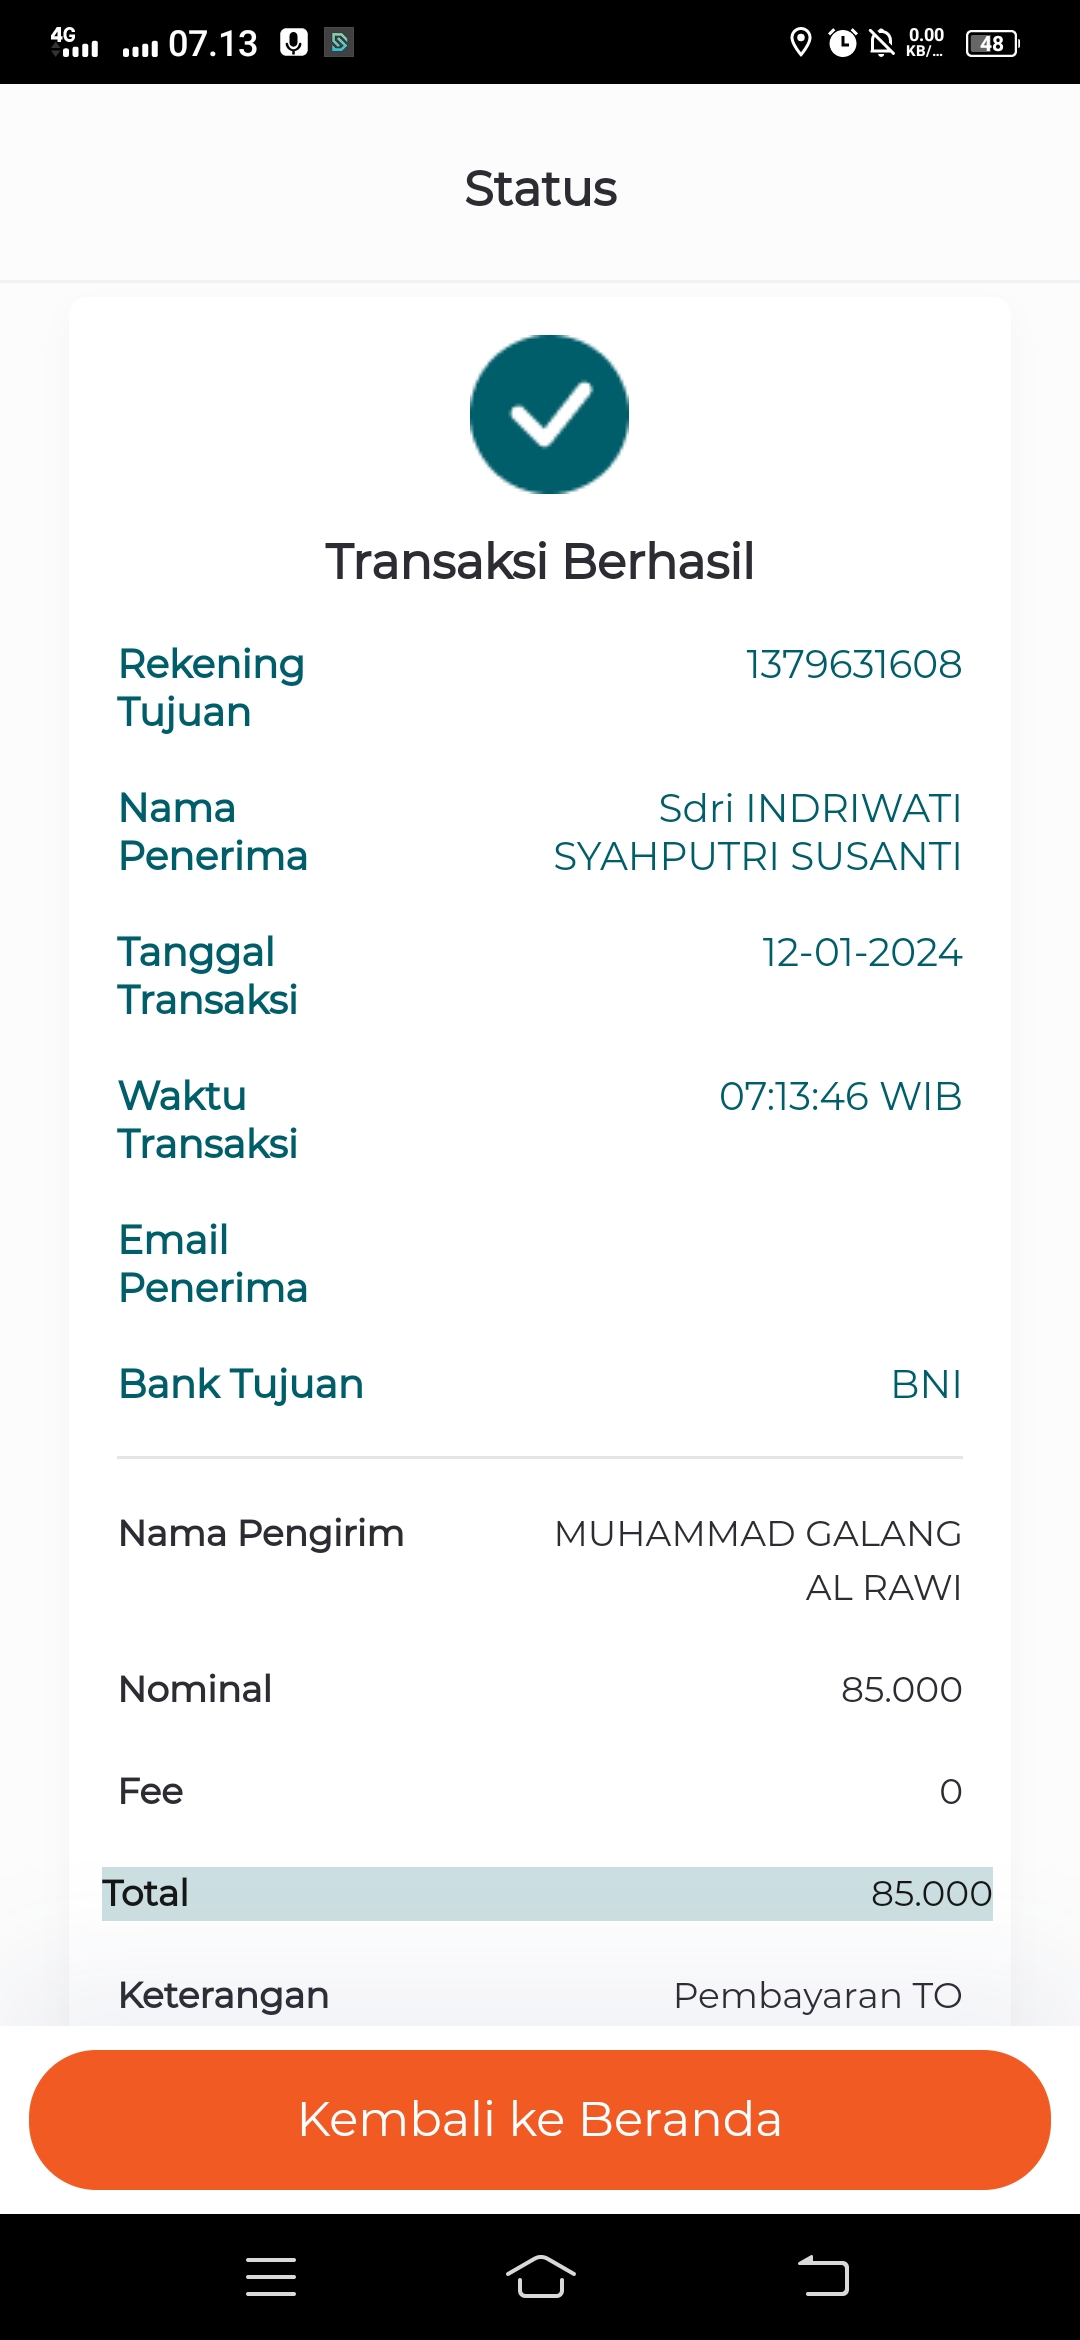 4G 07.13 0.00 KB/... 48
Status
Transaksi Berhasil
Rekening 1379631608
Tujuan
Nama Sdri INDRIWATI
Penerima SYAHPUTRI SUSANTI
Tanggal 12-01-2024
Transaksi
Waktu 07:13:46 WIB
Transaksi
Email
Penerima
Bank Tujuan BNI
Nama Pengirim MUHAMMAD GALANG
AL RAWI
Nominal 85.000
Fee 0
Total 85.000
Keterangan Pembayaran TO
Kembali ke Beranda